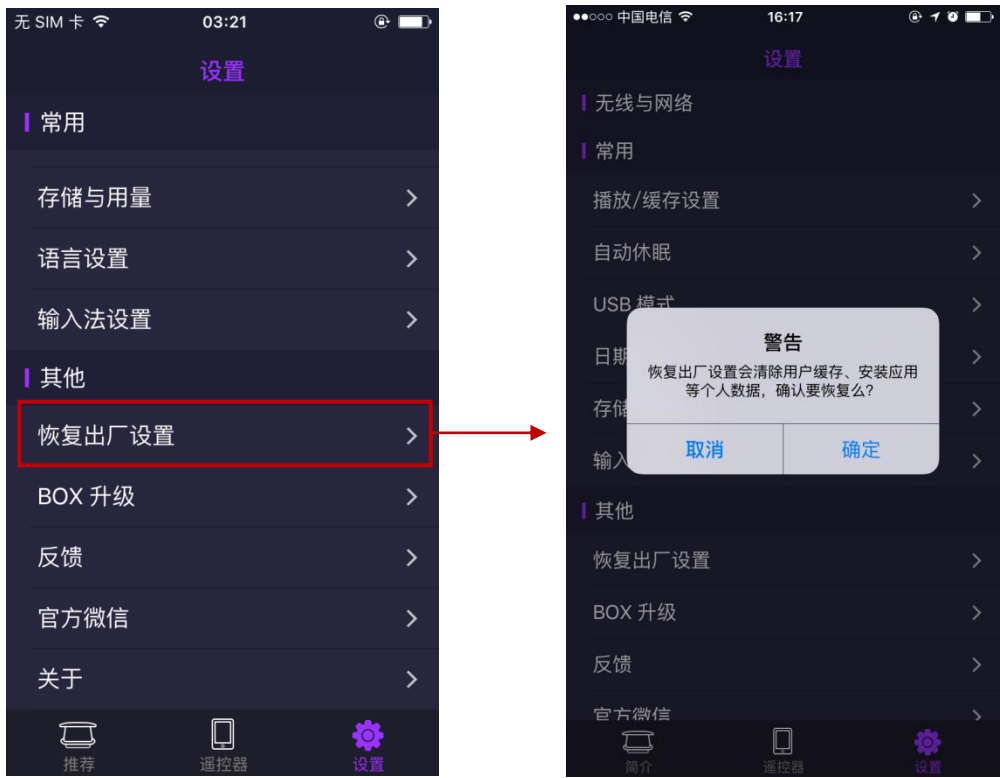 无 SIM 卡 03:21
设置
常用
存储与用量
语言设置
输入法设置
其他
恢复出厂设置
BOX 升级
反馈
官方微信
关于
推荐 遥控器 设置
中国电信 16:17
设置
无线与网络
常用
播放/缓存设置
自动休眠
USB 模式
日期
存储
输入
警告
恢复出厂设置会清除用户缓存、安装应用
等个人数据，确认要恢复么?
取消 确定
其他
恢复出厂设置
BOX 升级
反馈
官方微信
简介 遥控器 设置